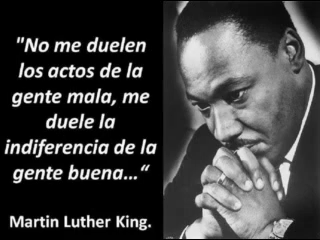 "No me duelen
los actos de la
gente mala, me
duele la
indiferencia de la
gente buena…“
Martin Luther King.